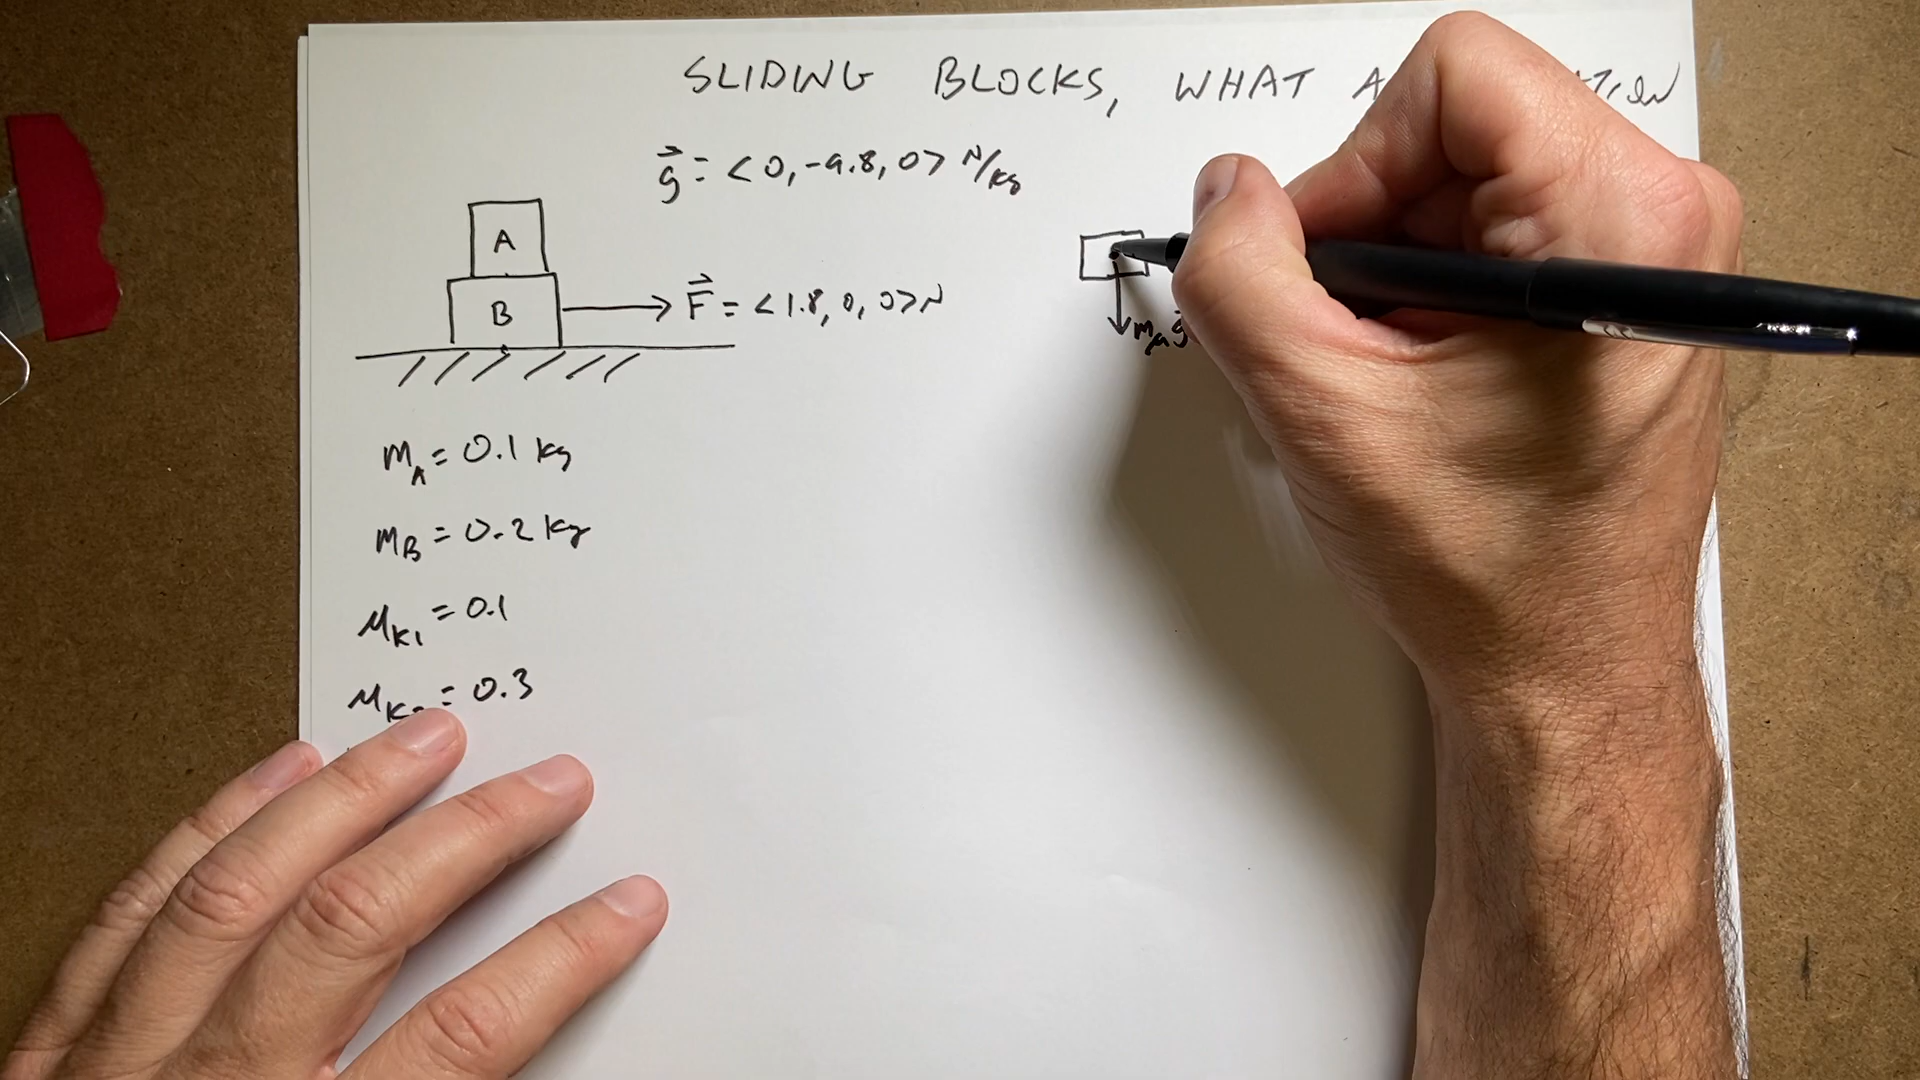 SLIDING BLOCKS, WHAT
g⃗ = <0, -9.8, 0> N/kg
A
B
F⃗ = <1.8, 0, 0> N
mAg⃗
mA = 0.1 kg
mB = 0.2 kg
μK1 = 0.1
μK = 0.3